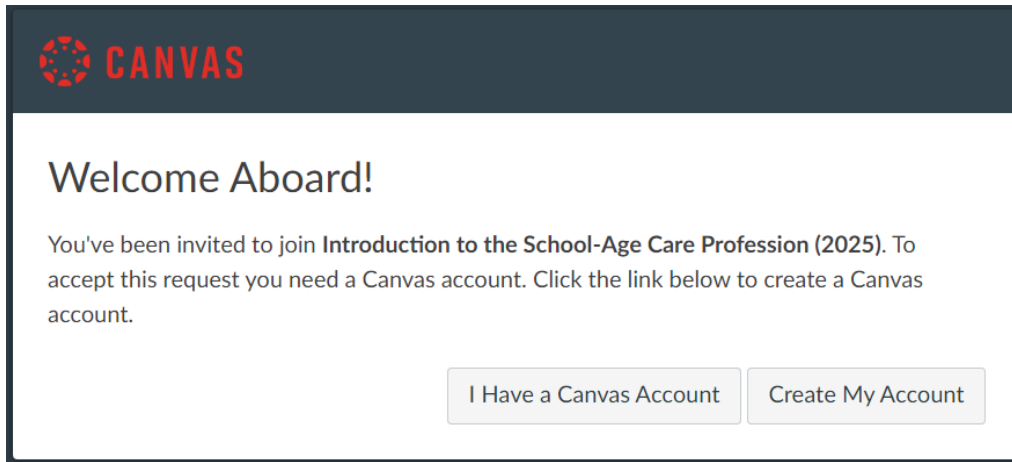 CANVAS
Welcome Aboard!
You've been invited to join Introduction to the School-Age Care Profession (2025). To
accept this request you need a Canvas account. Click the link below to create a Canvas
account.
I Have a Canvas Account
Create My Account